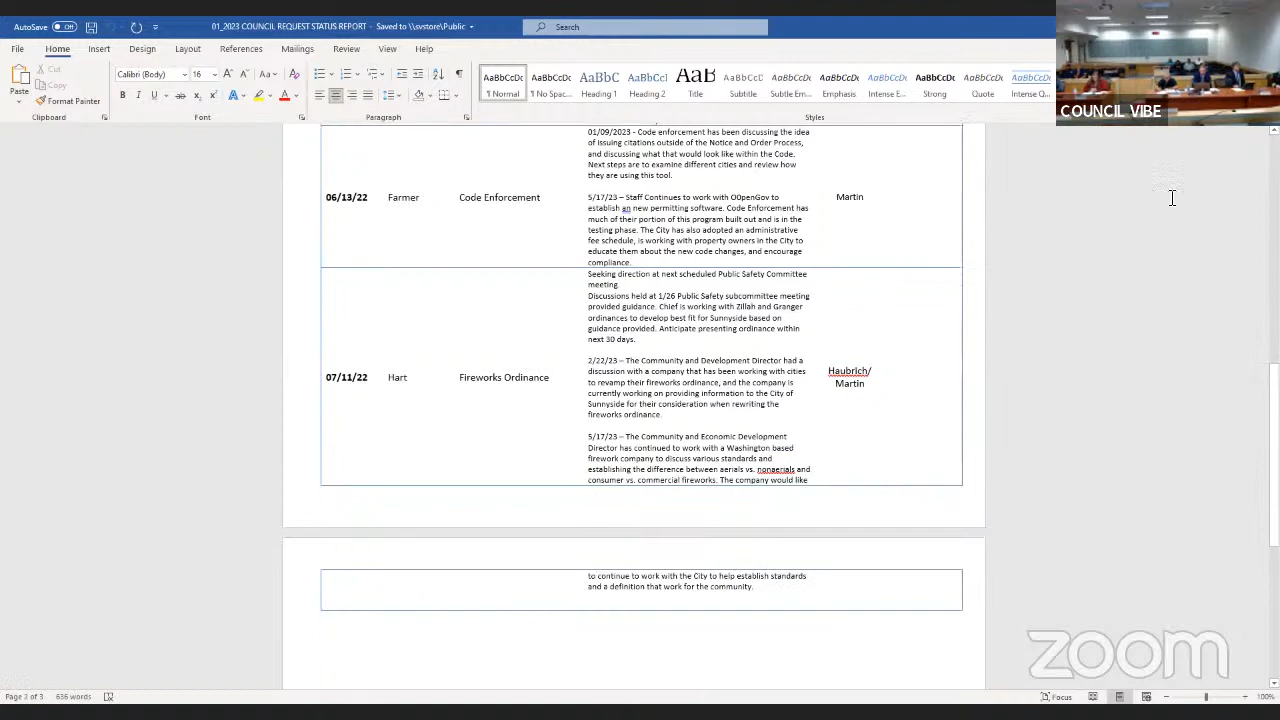 AutoSave Off
01_2023 COUNCIL REQUEST STATUS REPORT - Saved to \\svstore\Public
Search
File Home Insert Design Layout References Mailings Review View Help
Paste
Cut
Copy
Format Painter
Clipboard
Calibri (Body) 16
Font
Paragraph
AaBbCcDc AaBbCcDc AaBbC AaBbCcI AaB AaBbCcD AaBbCcDc AaBbCcDc AaBbCcDc AaBbCcDc AaBbCcDc AaBbCcDc
¶ Normal ¶ No Spac... Heading 1 Heading 2 Title Subtitle Subtle Em... Emphasis Intense E... Strong Quote Intense Q...
Styles
COUNCIL VIBE
06/13/22
Farmer
Code Enforcement
01/09/2023 - Code enforcement has been discussing the idea
of issuing citations outside of the Notice and Order Process,
and discussing what that would look like within the Code.
Next steps are to examine different cities and review how
they are using this tool.
5/17/23 – Staff Continues to work with OOpenGov to
establish an new permitting software. Code Enforcement has
much of their portion of this program built out and is in the
testing phase. The City has also adopted an administrative
fee schedule, is working with property owners in the City to
educate them about the new code changes, and encourage
compliance.
Martin
07/11/22
Hart
Fireworks Ordinance
Seeking direction at next scheduled Public Safety Committee
meeting.
Discussions held at 1/26 Public Safety subcommittee meeting
provided guidance. Chief is working with Zillah and Granger
ordinances to develop best fit for Sunnyside based on
guidance provided. Anticipate presenting ordinance within
next 30 days.
2/22/23 – The Community and Development Director had a
discussion with a company that has been working with cities
to revamp their fireworks ordinance, and the company is
currently working on providing information to the City of
Sunnyside for their consideration when rewriting the
fireworks ordinance.
5/17/23 – The Community and Economic Development
Director has continued to work with a Washington based
firework company to discuss various standards and
establishing the difference between aerials vs. nonaerials and
consumer vs. commercial fireworks. The company would like
Haubrich/
Martin
to continue to work with the City to help establish standards
and a definition that work for the community.
zoom
Page 2 of 3 636 words
Focus
100%